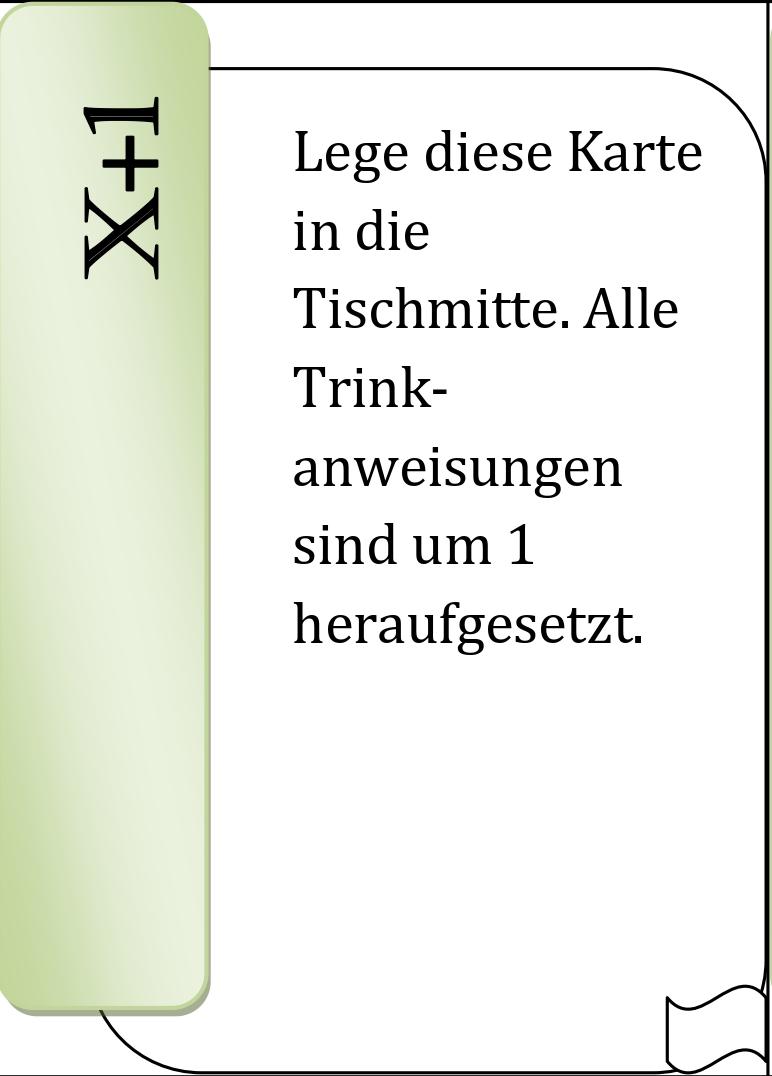 X+1
Lege diese Karte
in die
Tischmitte. Alle
Trink-
anweisungen
sind um 1
heraufgesetzt.